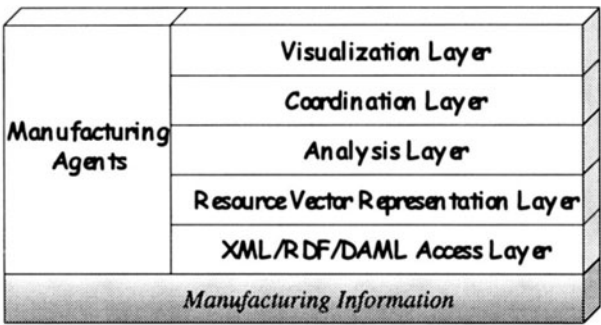 Manufacturing
Agents
Visualization Layer
Coordination Layer
Analysis Layer
Resource Vector Representation Layer
XML/RDF/DAML Access Layer
Manufacturing Information